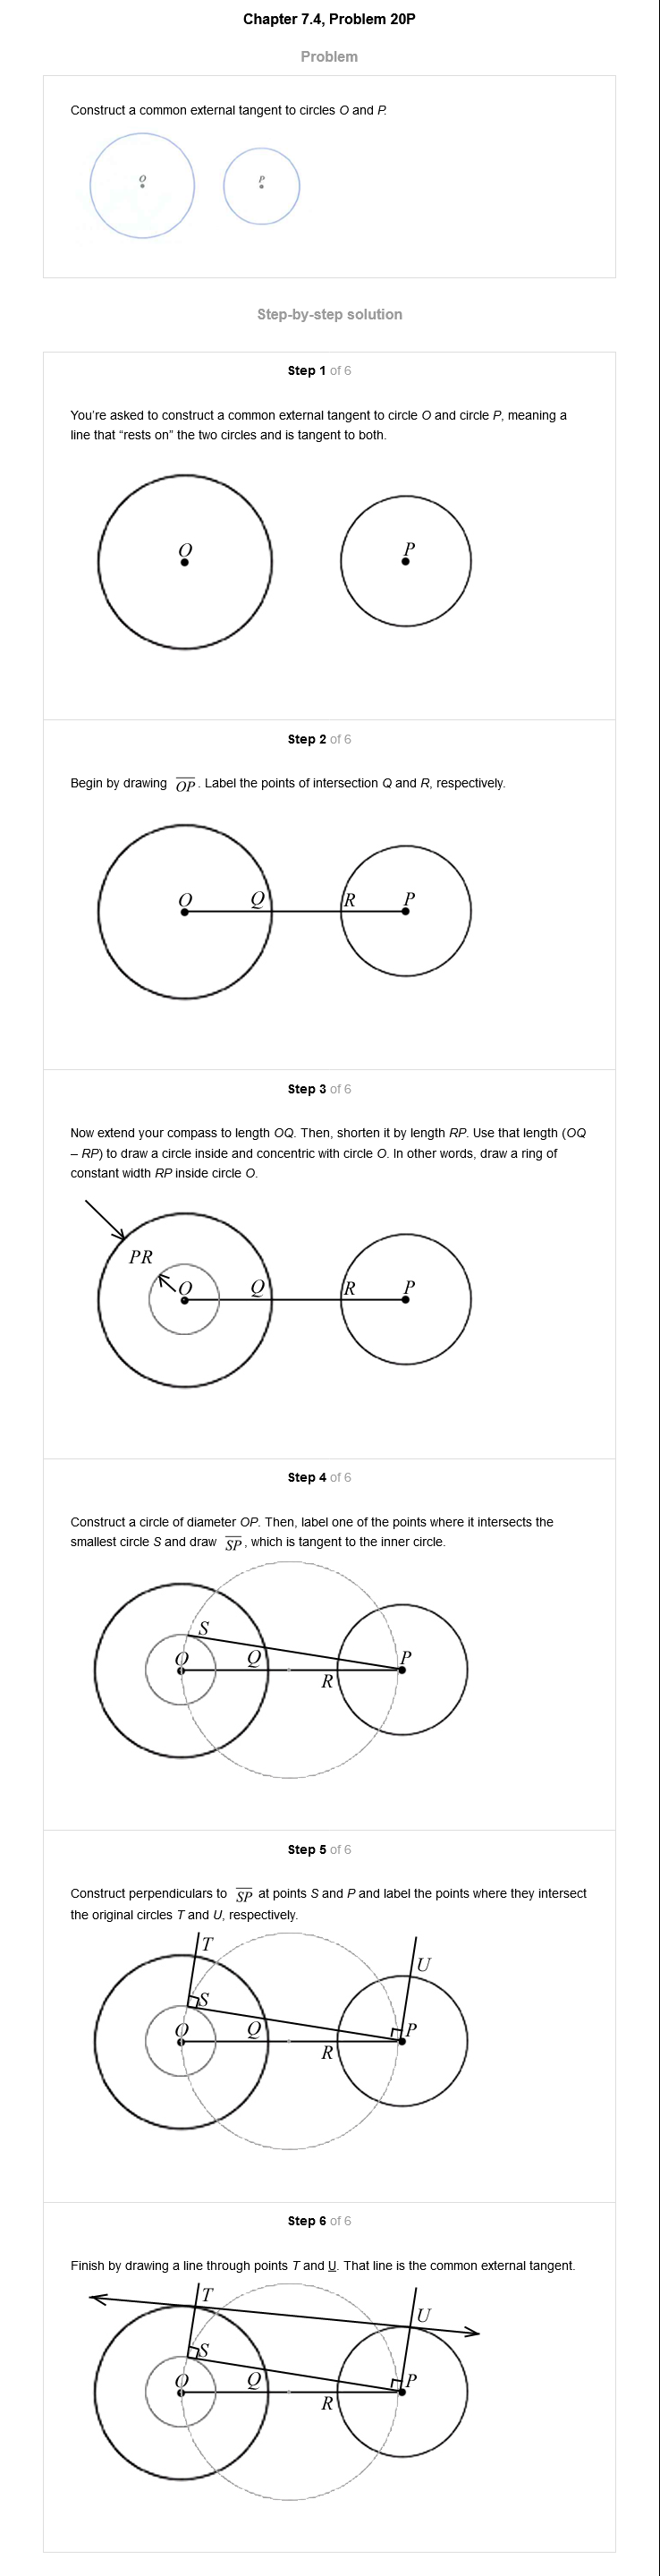 Chapter 7.4, Problem 20P
Problem
Construct a common external tangent to circles O and P.
O
P
Step-by-step solution
Step 1 of 6
You’re asked to construct a common external tangent to circle O and circle P, meaning a
line that “rests on” the two circles and is tangent to both.
O
P
Step 2 of 6
Begin by drawing OP. Label the points of intersection Q and R, respectively.
O Q R P
Step 3 of 6
Now extend your compass to length OQ. Then, shorten it by length RP. Use that length (OQ
– RP) to draw a circle inside and concentric with circle O. In other words, draw a ring of
constant width RP inside circle O.
PR
O Q R P
Step 4 of 6
Construct a circle of diameter OP. Then, label one of the points where it intersects the
smallest circle S and draw SP, which is tangent to the inner circle.
S
O Q P
R
Step 5 of 6
Construct perpendiculars to SP at points S and P and label the points where they intersect
the original circles T and U, respectively.
T
U
S
O Q P
R
Step 6 of 6
Finish by drawing a line through points T and U. That line is the common external tangent.
T
U
S
O Q P
R